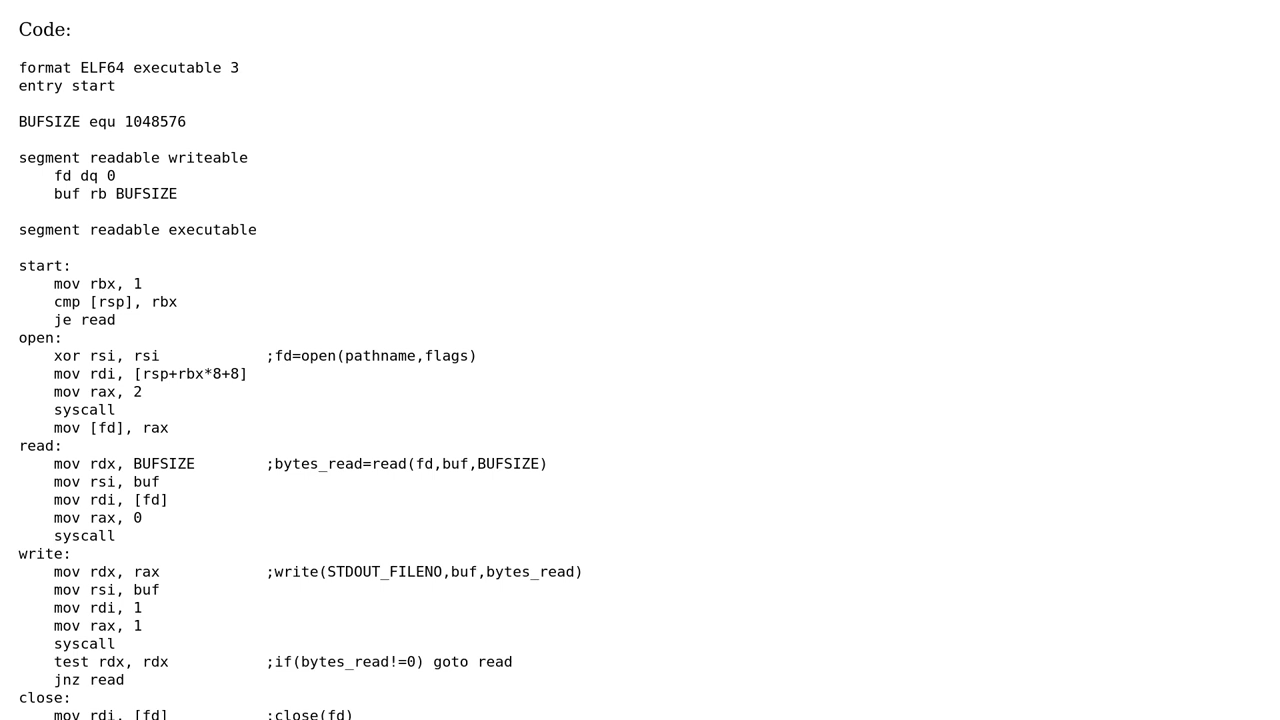 Code:
format ELF64 executable 3
entry start
BUFSIZE equ 1048576
segment readable writeable
    fd dq 0
    buf rb BUFSIZE
segment readable executable
start:
    mov rbx, 1
    cmp [rsp], rbx
    je read
open:
    xor rsi, rsi            ;fd=open(pathname,flags)
    mov rdi, [rsp+rbx*8+8]
    mov rax, 2
    syscall
    mov [fd], rax
read:
    mov rdx, BUFSIZE        ;bytes_read=read(fd,buf,BUFSIZE)
    mov rsi, buf
    mov rdi, [fd]
    mov rax, 0
    syscall
write:
    mov rdx, rax            ;write(STDOUT_FILENO,buf,bytes_read)
    mov rsi, buf
    mov rdi, 1
    mov rax, 1
    syscall
    test rdx, rdx           ;if(bytes_read!=0) goto read
    jnz read
close:
    mov rdi, [fd]           ;close(fd)